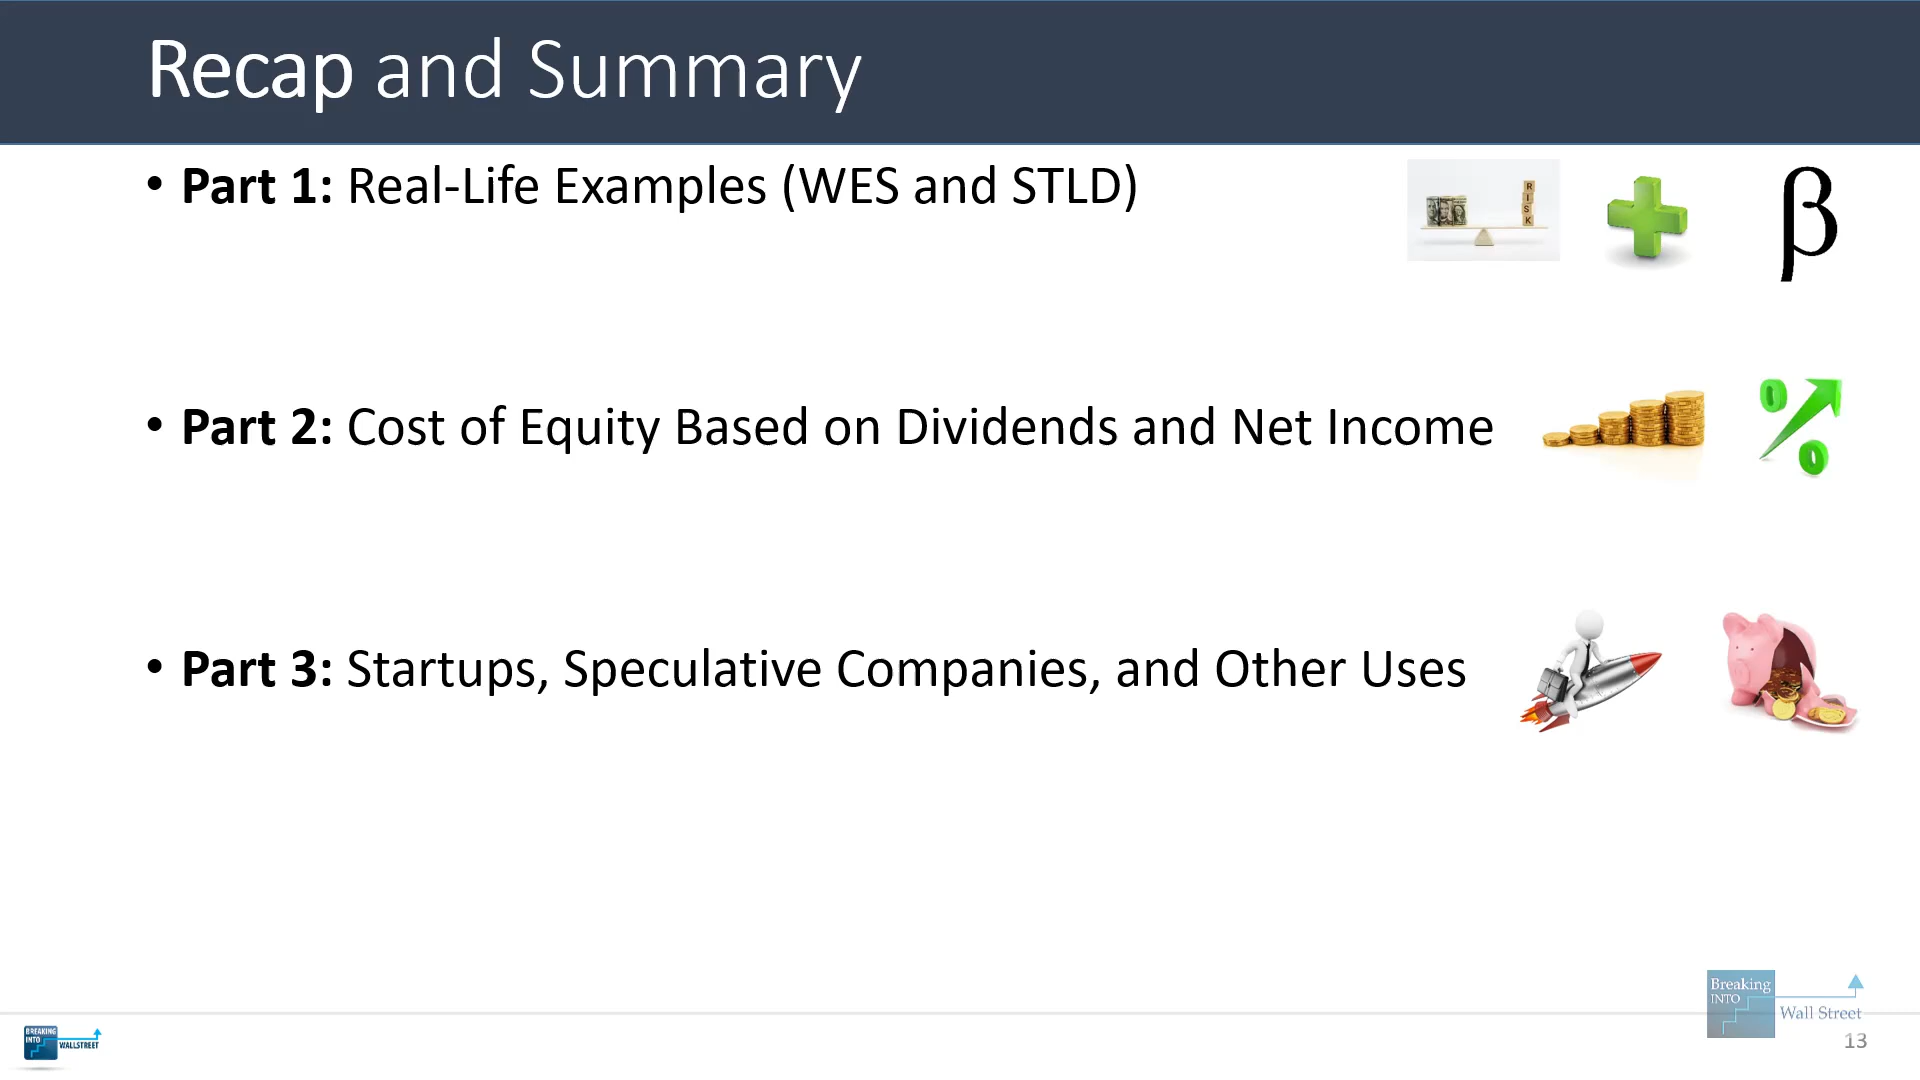 Recap and Summary
• Part 1: Real-Life Examples (WES and STLD)
RISK
β
• Part 2: Cost of Equity Based on Dividends and Net Income
%
• Part 3: Startups, Speculative Companies, and Other Uses
Breaking
INTO
Wall Street
BREAKING
INTO
WALLSTREET
13